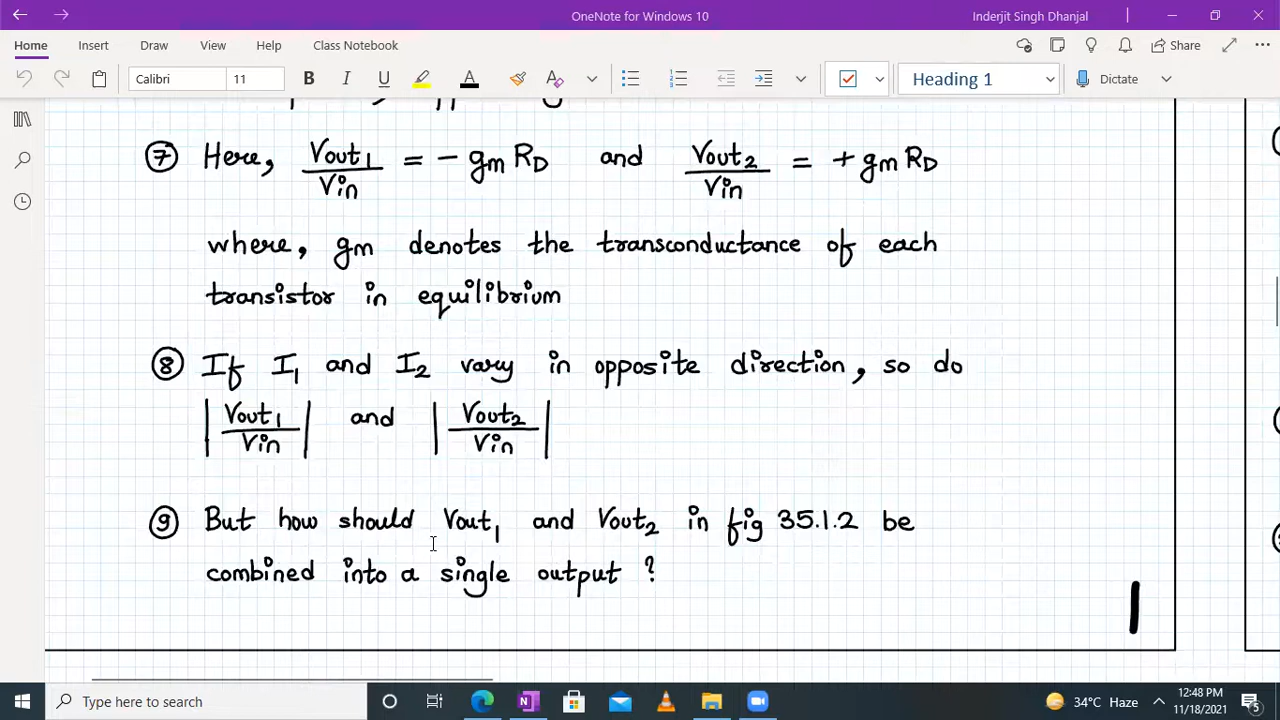 OneNote for Windows 10
Inderjit Singh Dhanjal
Home Insert Draw View Help Class Notebook
Share
Calibri 11 B I U A A Heading 1 Dictate
⑦ Here, Vout₁/Vin = - gm RD and Vout₂/Vin = + gm RD
where, gm denotes the transconductance of each
transistor in equilibrium
⑧ If I₁ and I₂ vary in opposite direction, so do
|Vout₁/Vin| and |Vout₂/Vin|
⑨ But how should Vout₁ and Vout₂ in fig 35.1.2 be
combined into a single output ?
1
Type here to search
34°C Haze
12:48 PM
11/18/2021
5